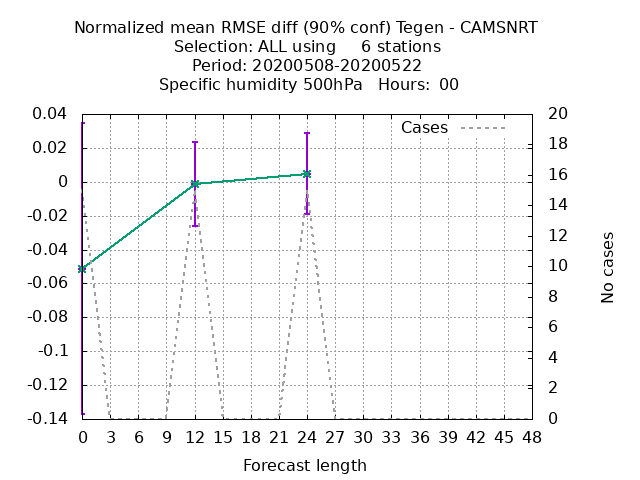 Normalized mean RMSE diff (90% conf) Tegen - CAMSNRT
Selection: ALL using     6 stations
Period: 20200508-20200522
Specific humidity 500hPa   Hours:  00
Cases
0.04
0.02
0
-0.02
-0.04
-0.06
-0.08
-0.1
-0.12
-0.14
20
18
16
14
12
10
8
6
4
2
0
No cases
0 3 6 9 12 15 18 21 24 27 30 33 36 39 42 45 48
Forecast length